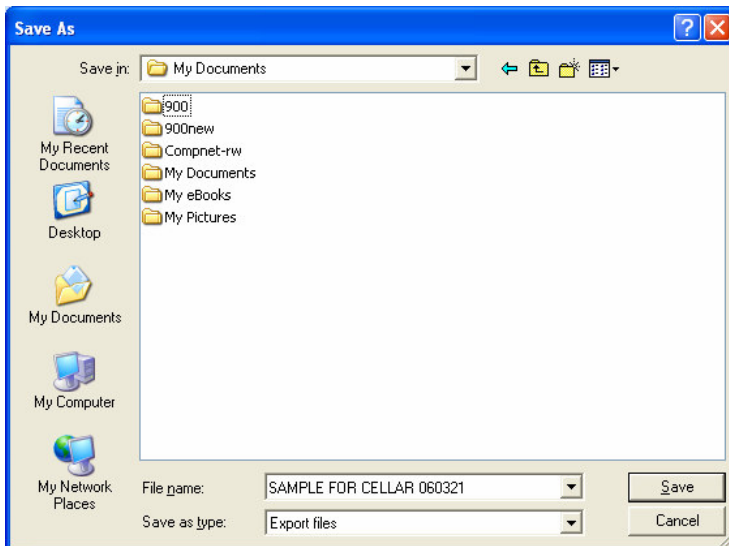 Save As
Save in: My Documents
900
900new
Compnet-rw
My Documents
My eBooks
My Pictures
My Recent
Documents
Desktop
My Documents
My Computer
My Network
Places
File name: SAMPLE FOR CELLAR 060321
Save
Save as type: Export files
Cancel